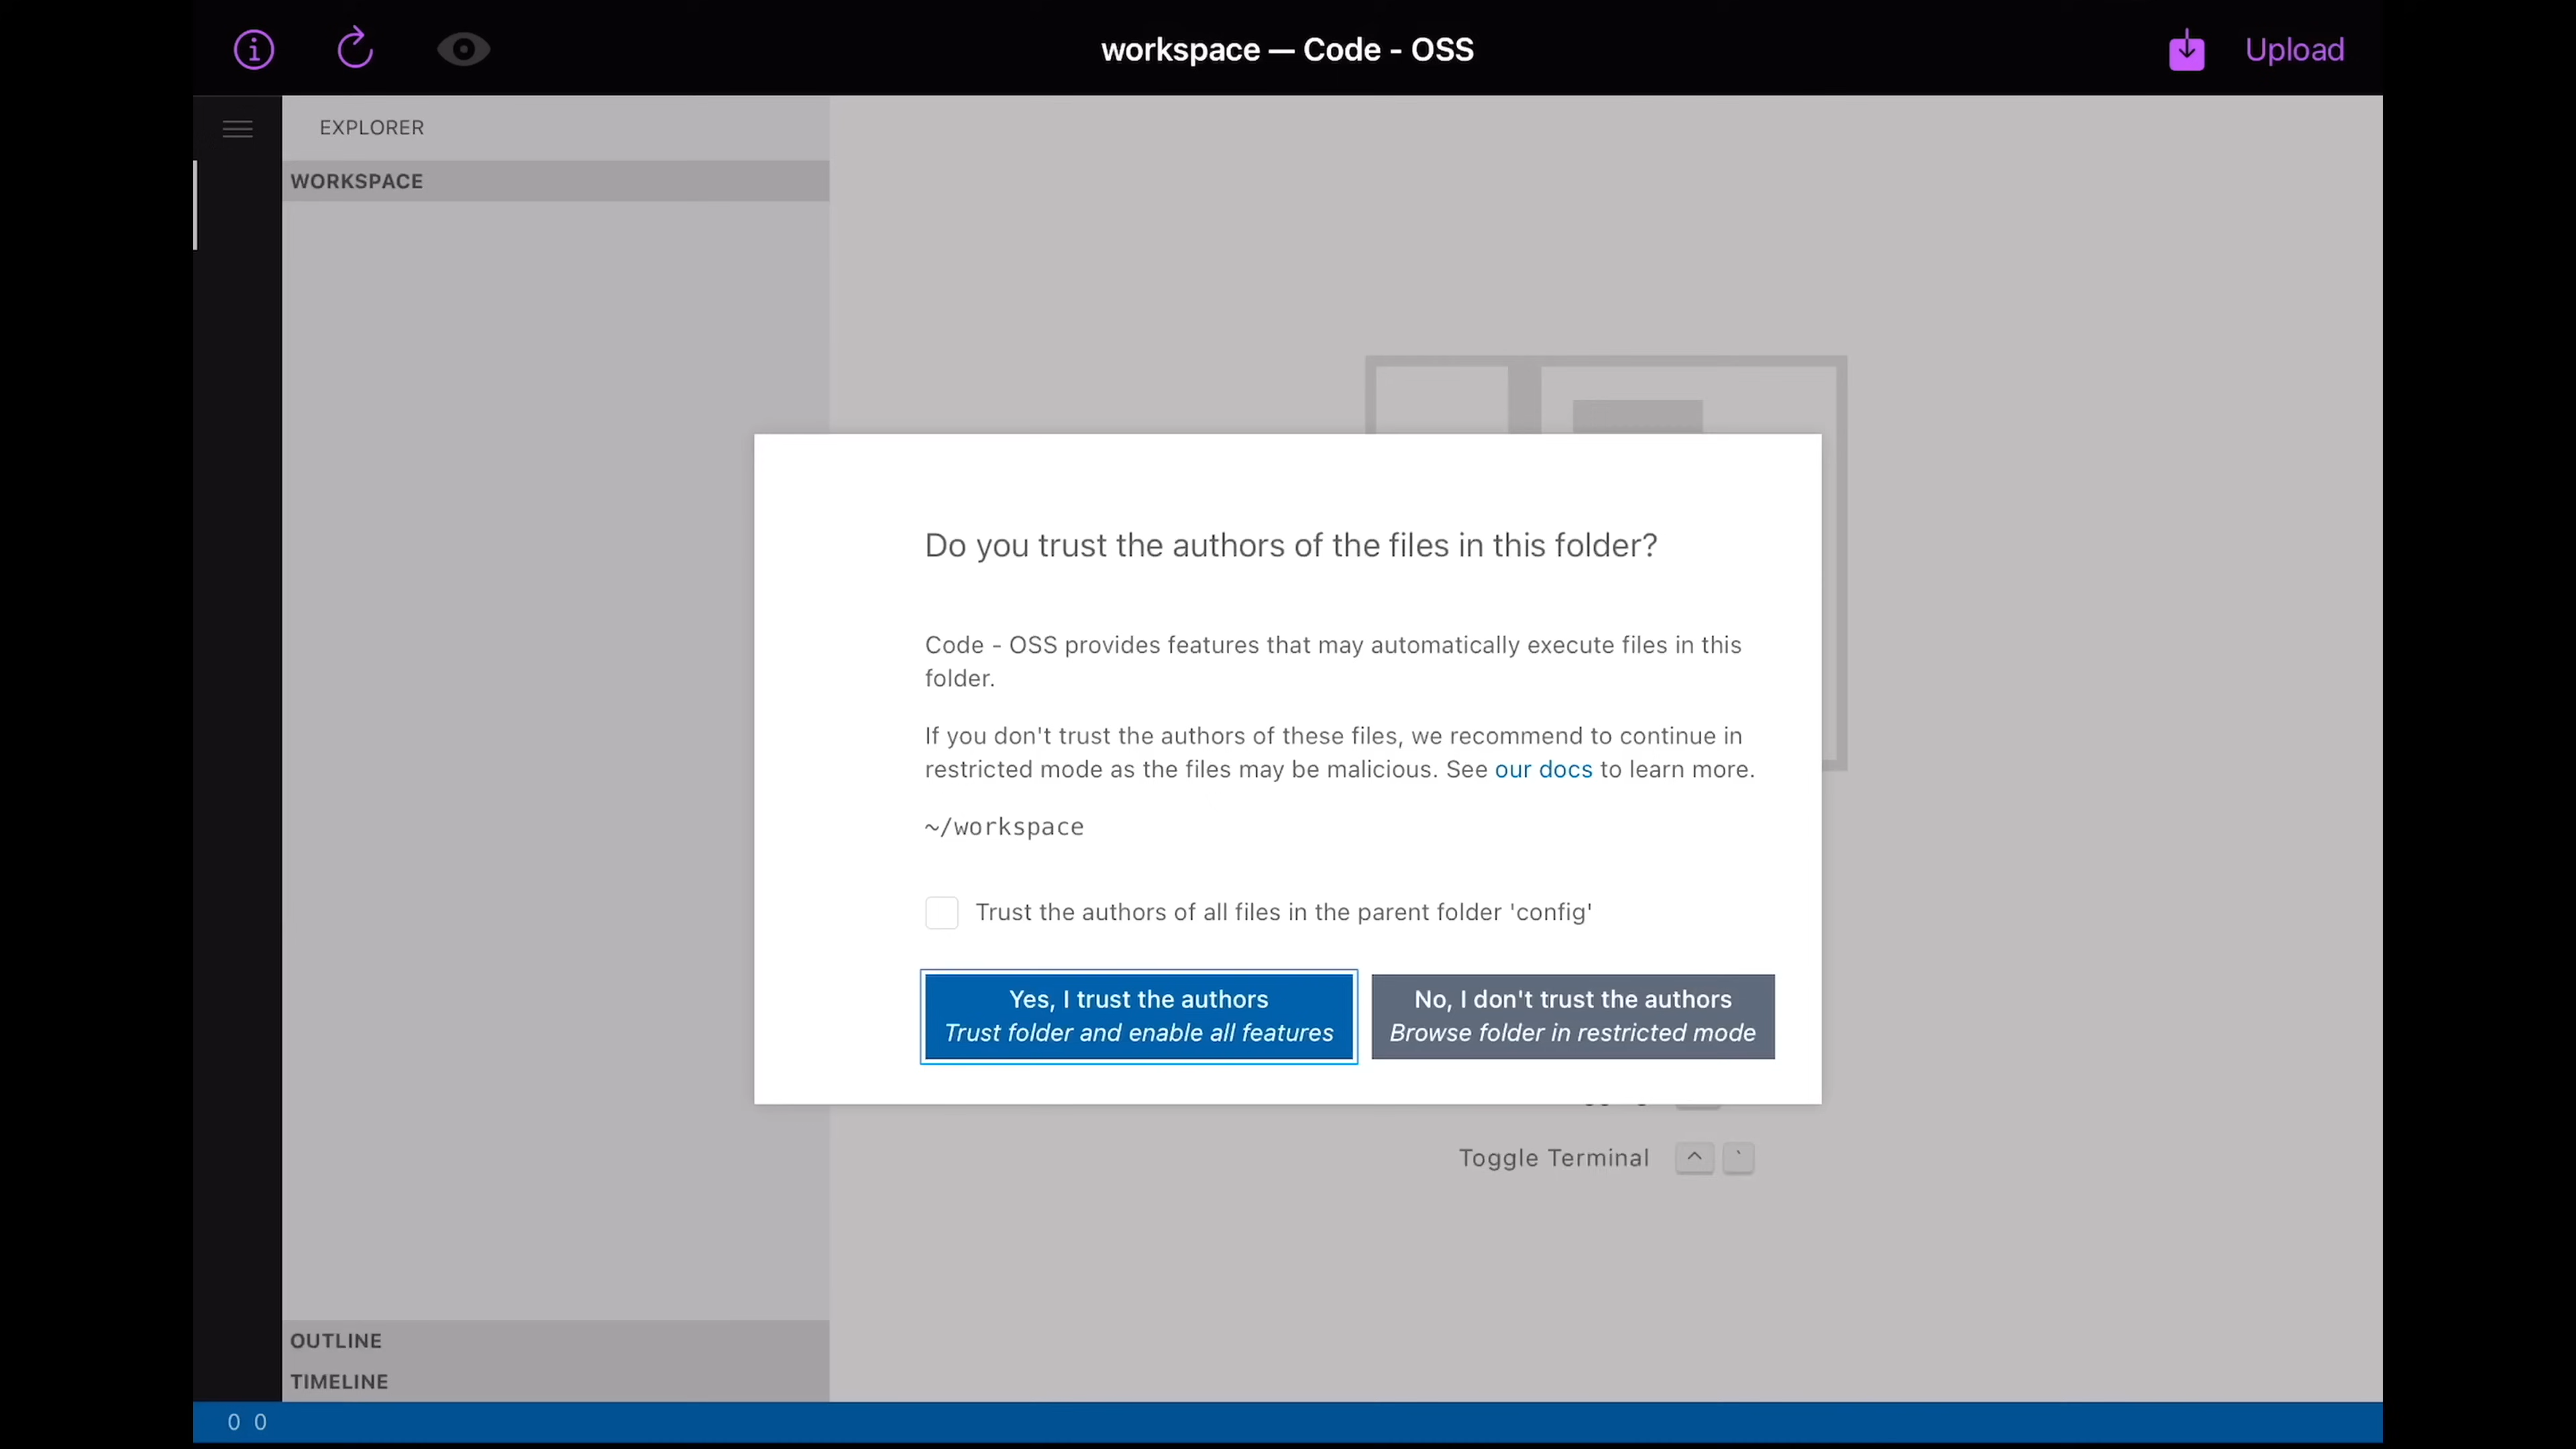 workspace — Code - OSS
Upload
EXPLORER
WORKSPACE
Do you trust the authors of the files in this folder?
Code - OSS provides features that may automatically execute files in this
folder.
If you don't trust the authors of these files, we recommend to continue in
restricted mode as the files may be malicious. See our docs to learn more.
~/workspace
Trust the authors of all files in the parent folder 'config'
Yes, I trust the authors
Trust folder and enable all features
No, I don't trust the authors
Browse folder in restricted mode
Toggle Terminal ^ `
OUTLINE
TIMELINE
0 0